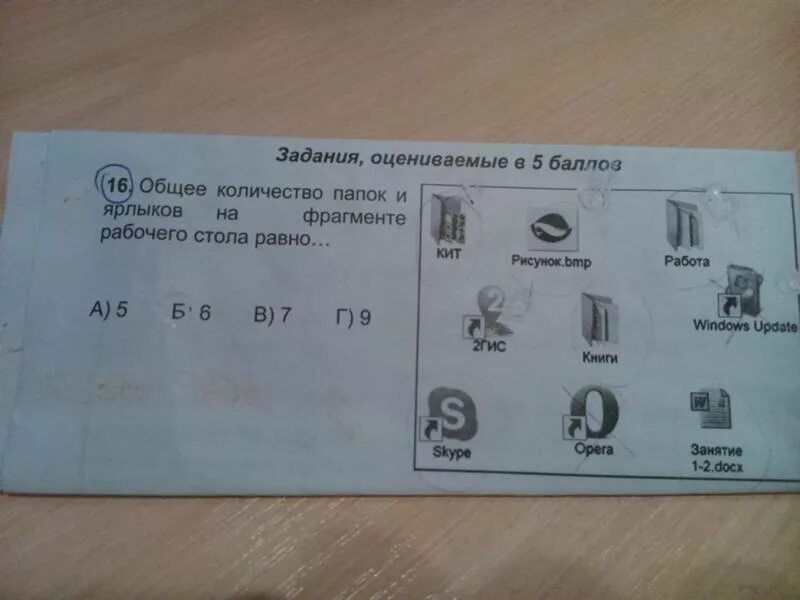 Задания, оцениваемые в 5 баллов
16. Общее количество папок и
ярлыков на фрагменте
рабочего стола равно...
А) 5 Б) 6 В) 7 Г) 9
КИТ
Рисунок.bmp
Работа
2ГИС
Книги
Windows Update
Skype
Opera
Занятие
1-2.docx